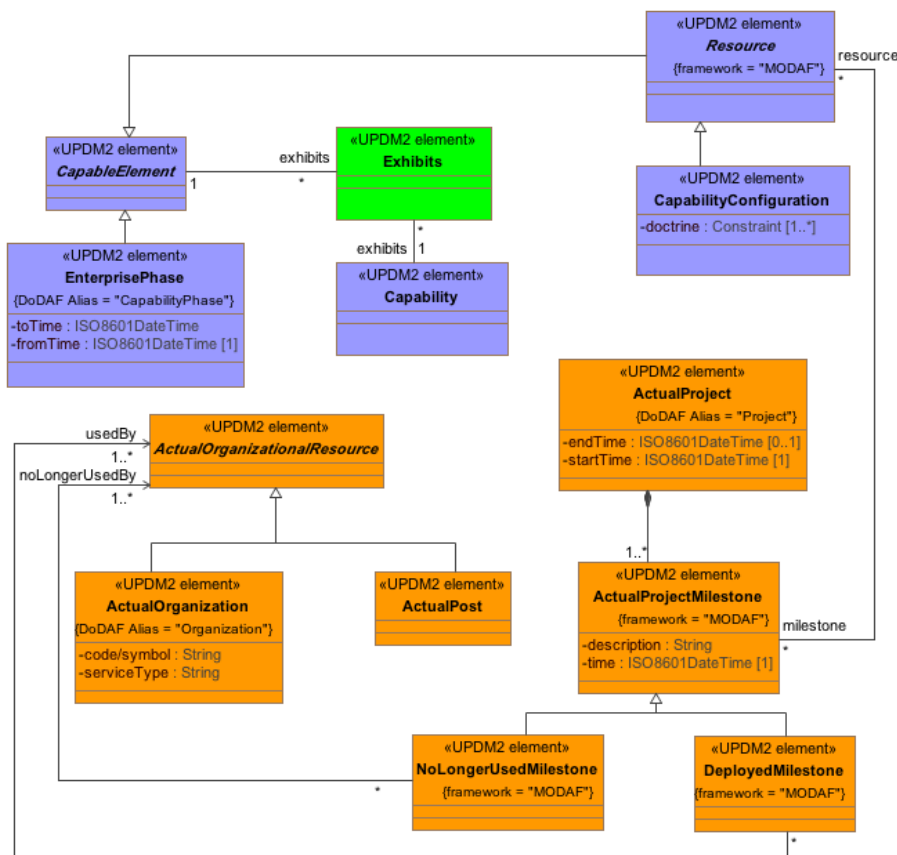 «UPDM2 element»
Resource
{framework = "MODAF"}
resource
*
«UPDM2 element»
CapableElement
1
exhibits
*
«UPDM2 element»
Exhibits
*
exhibits
1
«UPDM2 element»
CapabilityConfiguration
-doctrine : Constraint [1..*]
«UPDM2 element»
EnterprisePhase
{DoDAF Alias = "CapabilityPhase"}
-toTime : ISO8601DateTime
-fromTime : ISO8601DateTime [1]
«UPDM2 element»
Capability
«UPDM2 element»
ActualProject
{DoDAF Alias = "Project"}
-endTime : ISO8601DateTime [0..1]
-startTime : ISO8601DateTime [1]
usedBy
1..*
noLongerUsedBy
1..*
«UPDM2 element»
ActualOrganizationalResource
1..*
«UPDM2 element»
ActualOrganization
{DoDAF Alias = "Organization"}
-code/symbol : String
-serviceType : String
«UPDM2 element»
ActualPost
«UPDM2 element»
ActualProjectMilestone
{framework = "MODAF"}
-description : String
-time : ISO8601DateTime [1]
milestone
*
«UPDM2 element»
NoLongerUsedMilestone
{framework = "MODAF"}
*
«UPDM2 element»
DeployedMilestone
{framework = "MODAF"}
*